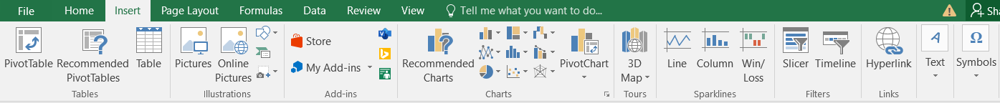 File Home Insert Page Layout Formulas Data Review View Tell me what you want to do...
PivotTable Recommended PivotTables Table
Tables
Pictures Online Pictures
Illustrations
Store
My Add-ins
Add-ins
Recommended Charts PivotChart
Charts
3D Map
Tours
Line Column Win/ Loss
Sparklines
Slicer Timeline
Filters
Hyperlink
Links
Text
Symbols